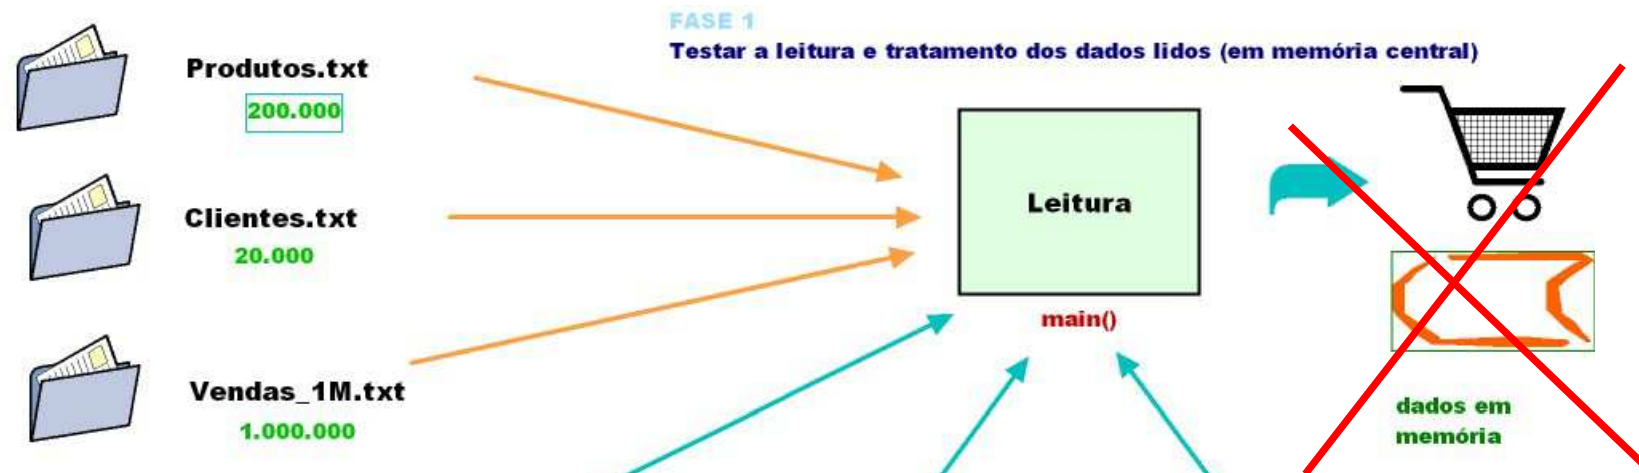 FASE 1
Testar a leitura e tratamento dos dados lidos (em memória central)
Produtos.txt
200.000
Clientes.txt
20.000
Vendas_1M.txt
1.000.000
Leitura
main()
dados em
memória